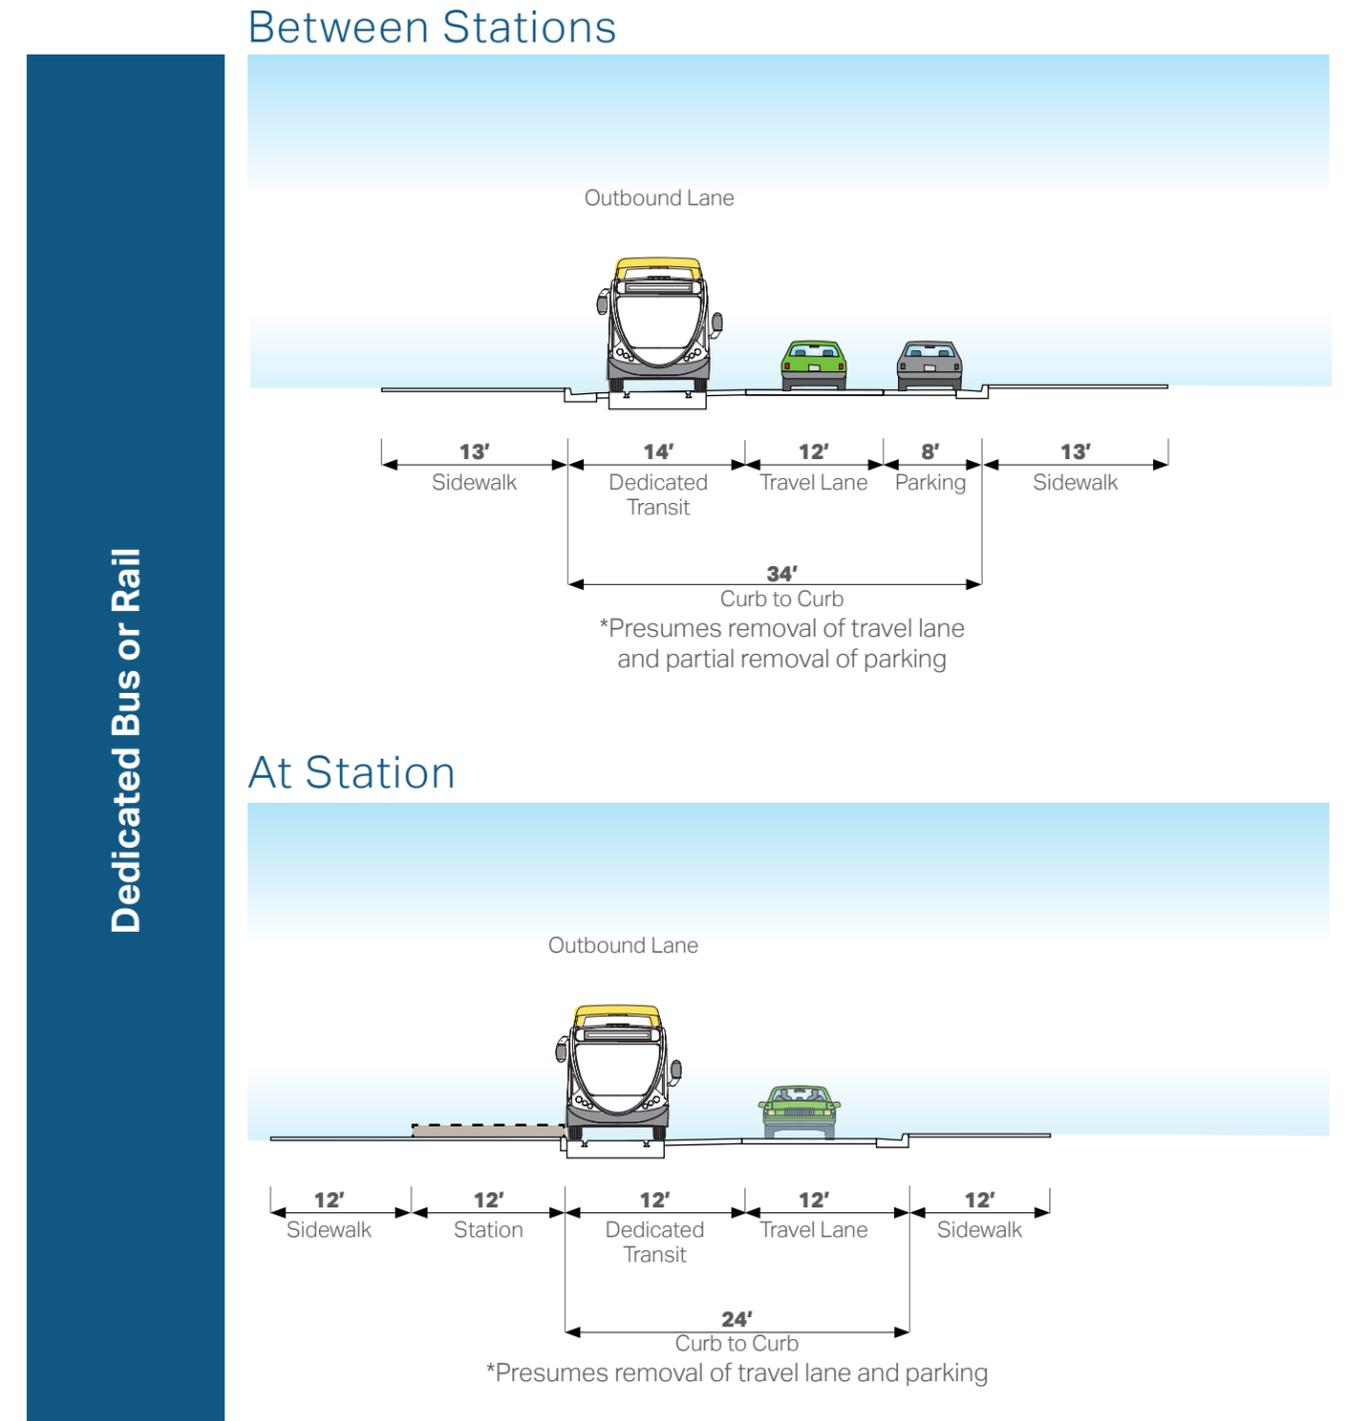 Dedicated Bus or Rail
Between Stations
Outbound Lane
13′ 14′ 12′ 8′ 13′
Sidewalk Dedicated Travel Lane Parking Sidewalk
Transit
34′
Curb to Curb
*Presumes removal of travel lane
and partial removal of parking
At Station
Outbound Lane
12′ 12′ 12′ 12′ 12′
Sidewalk Station Dedicated Travel Lane Sidewalk
Transit
24′
Curb to Curb
*Presumes removal of travel lane and parking